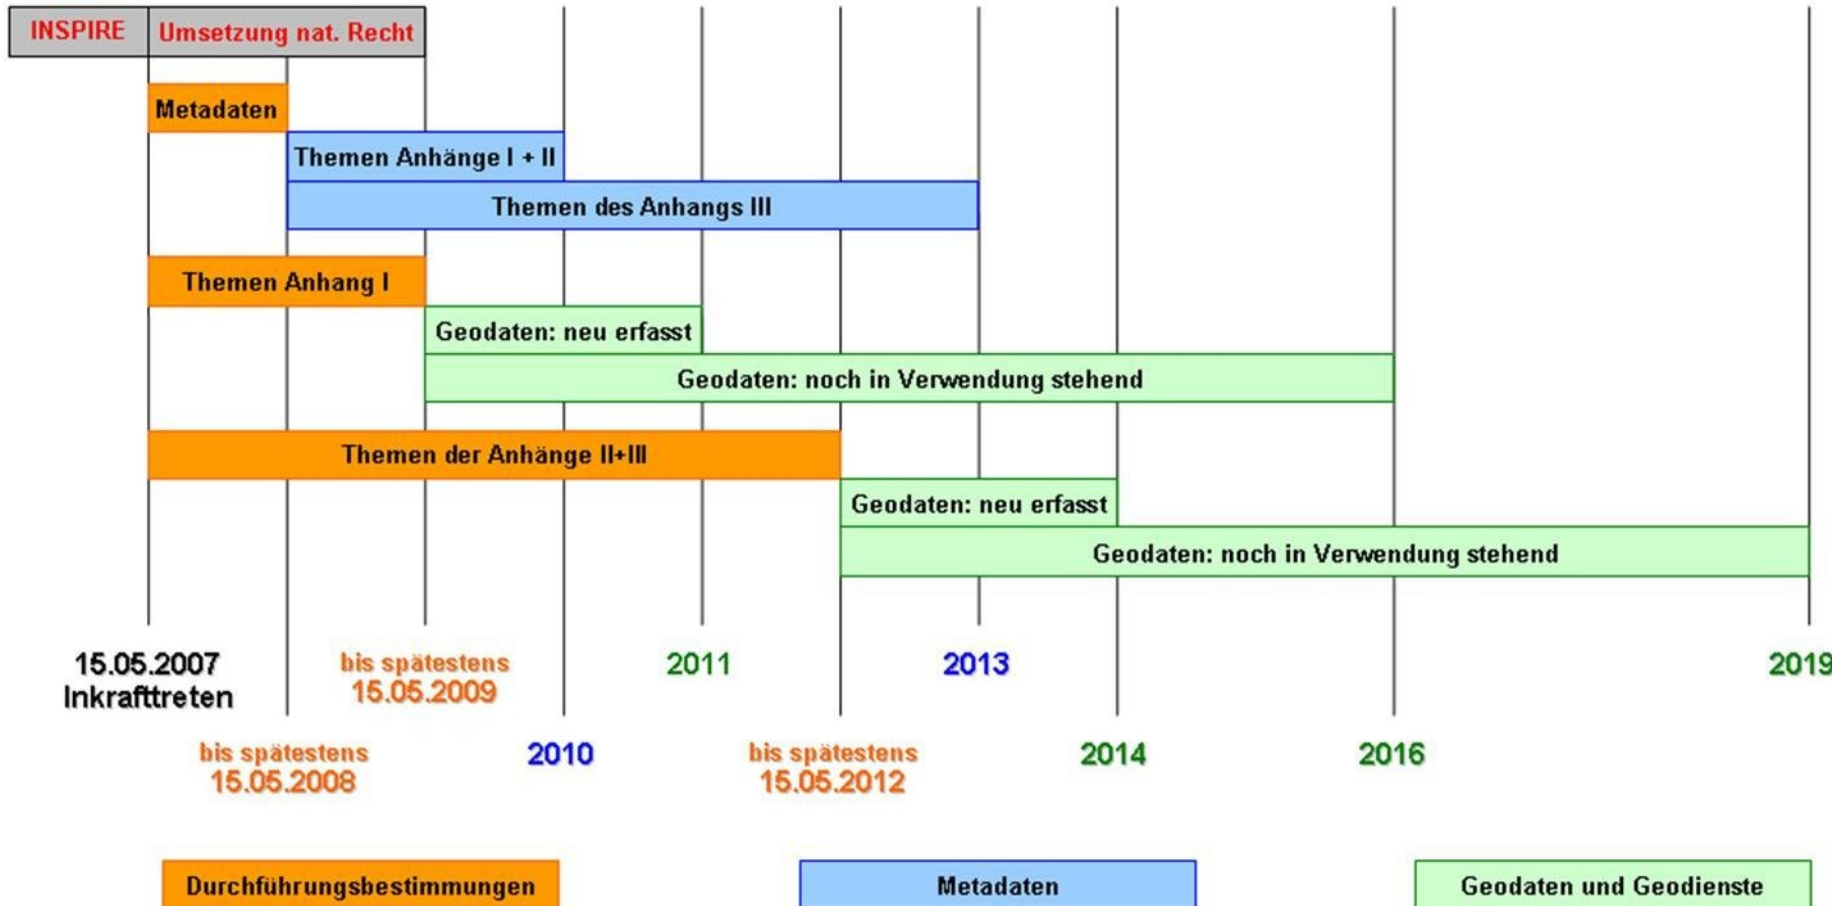 INSPIRE
Umsetzung nat. Recht
Metadaten
Themen Anhänge I + II
Themen des Anhangs III
Themen Anhang I
Geodaten: neu erfasst
Geodaten: noch in Verwendung stehend
Themen der Anhänge II+III
Geodaten: neu erfasst
Geodaten: noch in Verwendung stehend
15.05.2007
Inkrafttreten
bis spätestens
15.05.2009
2011
2013
2019
bis spätestens
15.05.2008
2010
bis spätestens
15.05.2012
2014
2016
Durchführungsbestimmungen
Metadaten
Geodaten und Geodienste